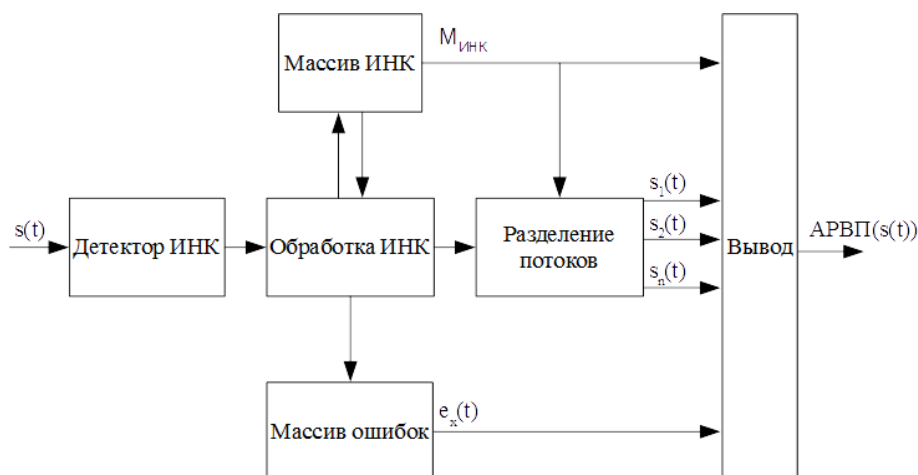 Массив ИНК
M_ИНК
s(t)
Детектор ИНК
Обработка ИНК
Разделение
потоков
s_1(t)
s_2(t)
s_n(t)
Вывод
АРВП(s(t))
Массив ошибок
e_x(t)